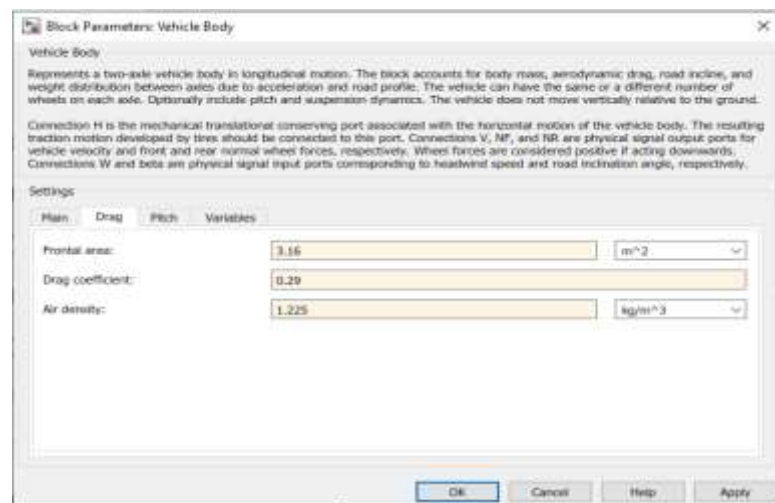 Block Parameters: Vehicle Body
Vehicle Body
Represents a two-axle vehicle body in longitudinal motion. The block accounts for body mass, aerodynamic drag, road incline, and
weight distribution between axles due to acceleration and road profile. The vehicle can have the same or a different number of
wheels on each axle. Optionally include pitch and suspension dynamics. The vehicle does not move vertically relative to the ground.
Connection H is the mechanical translational conserving port associated with the horizontal motion of the vehicle body. The resulting
traction motion developed by tires should be connected to this port. Connections V, NF, and NR are physical signal output ports for
vehicle velocity and front and rear normal wheel forces, respectively. Wheel forces are considered positive if acting downwards.
Connections W and beta are physical signal input ports corresponding to headwind speed and road inclination angle, respectively.
Settings
Main Drag Pitch Variables
Frontal area: 3.16 m^2
Drag coefficient: 0.29
Air density: 1.225 kg/m^3
OK Cancel Help Apply